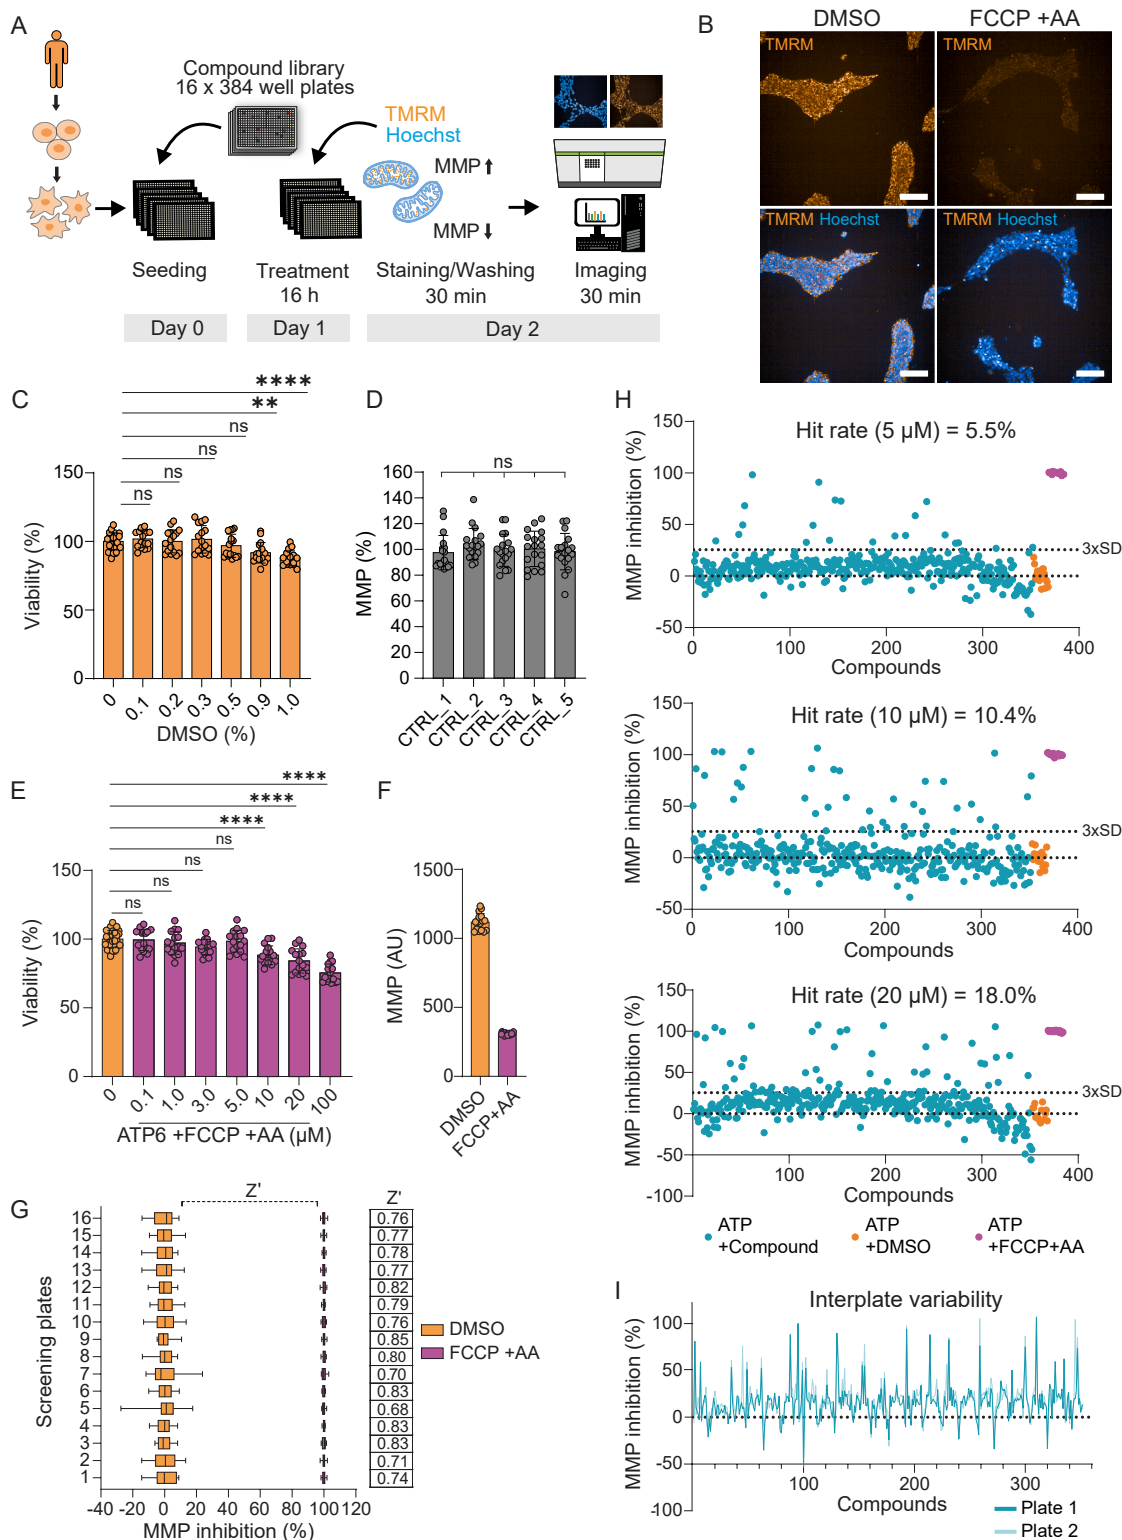 A
Compound library
16 x 384 well plates
TMRM
Hoechst
MMP
MMP
Seeding
Treatment
16 h
Staining/Washing
30 min
Imaging
30 min
Day 0
Day 1
Day 2
B
DMSO
FCCP +AA
TMRM
TMRM
TMRM Hoechst
TMRM Hoechst
C
****
**
ns
ns
ns
ns
Viability (%)
150
100
50
0
0
0.1
0.2
0.3
0.5
0.9
1.0
DMSO (%)
D
ns
MMP (%)
160
140
120
100
80
60
40
20
0
CTRL_1
CTRL_2
CTRL_3
CTRL_4
CTRL_5
E
****
****
****
ns
ns
ns
ns
Viability (%)
150
100
50
0
0
0.1
1.0
3.0
5.0
10
20
100
ATP6 +FCCP +AA (µM)
F
MMP (AU)
1500
1000
500
0
DMSO
FCCP+AA
G
Z'
Z'
Screening plates
16 0.76
15 0.77
14 0.78
13 0.77
12 0.82
11 0.79
10 0.76
9 0.85
8 0.80
7 0.70
6 0.83
5 0.68
4 0.83
3 0.83
2 0.71
1 0.74
-40 -20 0 20 40 60 80 100 120
MMP inhibition (%)
DMSO
FCCP +AA
H
Hit rate (5 µM) = 5.5%
MMP inhibition (%)
150
100
50
0
-50
3xSD
0 100 200 300 400
Compounds
Hit rate (10 µM) = 10.4%
MMP inhibition (%)
150
100
50
0
-50
3xSD
100 200 300 400
Compounds
Hit rate (20 µM) = 18.0%
MMP inhibition (%)
150
100
50
0
-50
-100
3xSD
100 200 300 400
Compounds
ATP
+Compound
ATP
+DMSO
ATP
+FCCP+AA
I
Interplate variability
MMP inhibition (%)
100
50
0
50
-100
100 200 300
Compounds
Plate 1
Plate 2